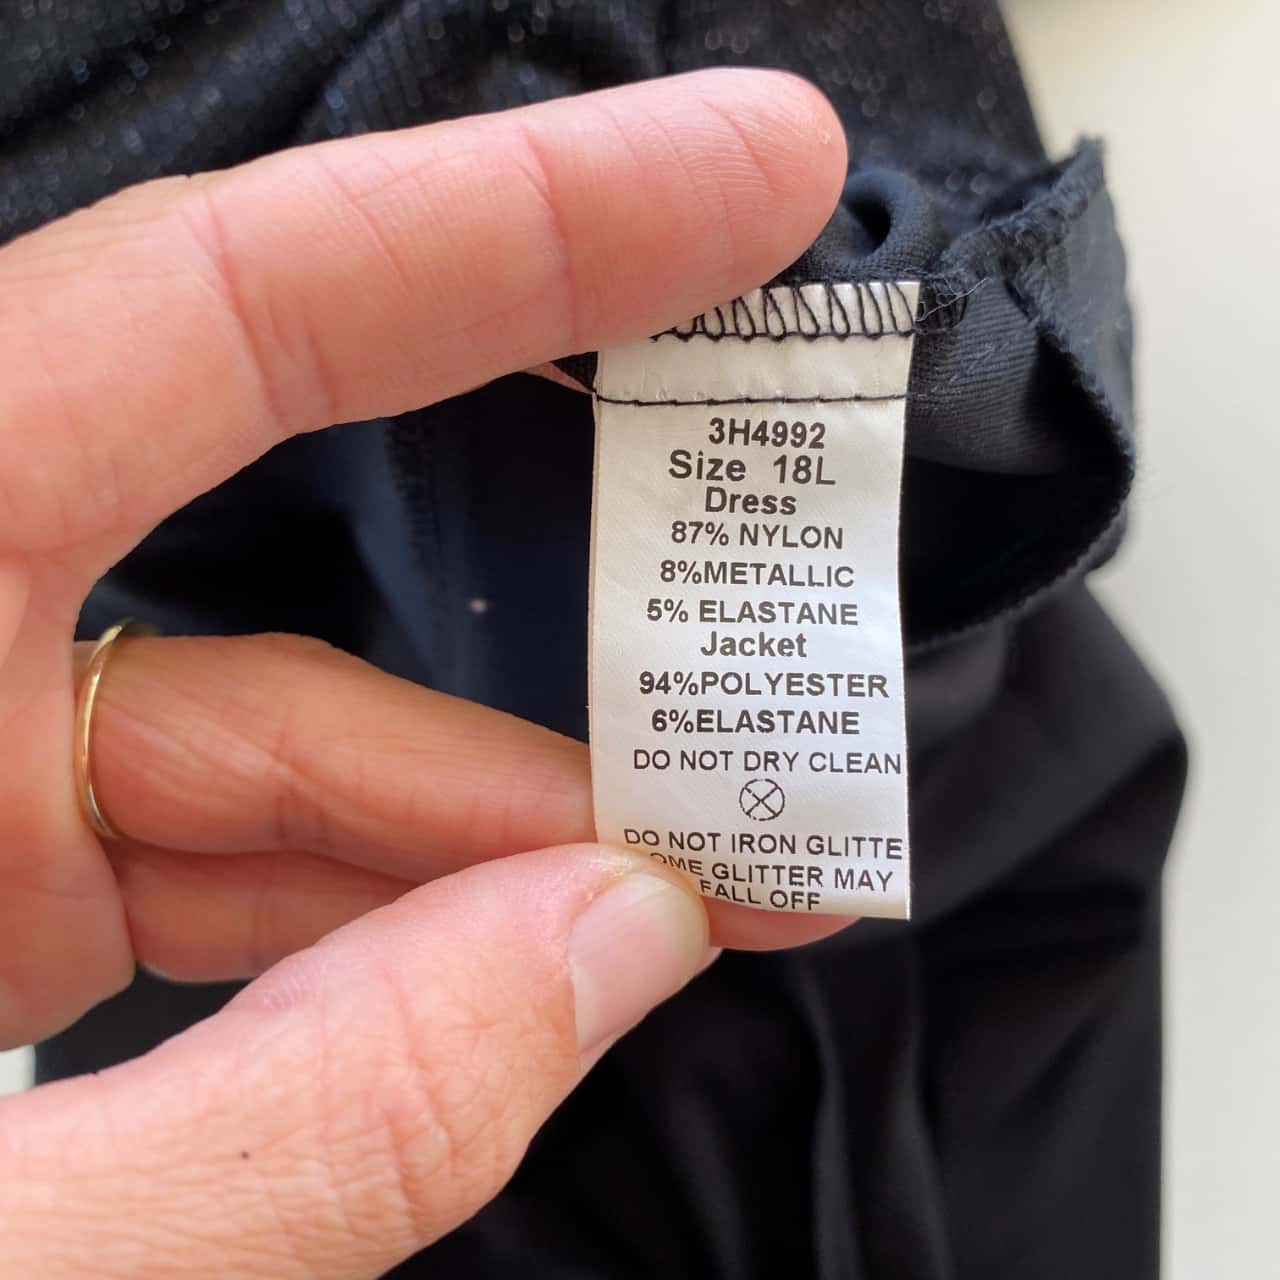 3H4992
Size 18L
Dress
87% NYLON
8%METALLIC
5% ELASTANE
Jacket
94%POLYESTER
6%ELASTANE
DO NOT DRY CLEAN
DO NOT IRON GLITTE
OME GLITTER MAY
FALL OFF